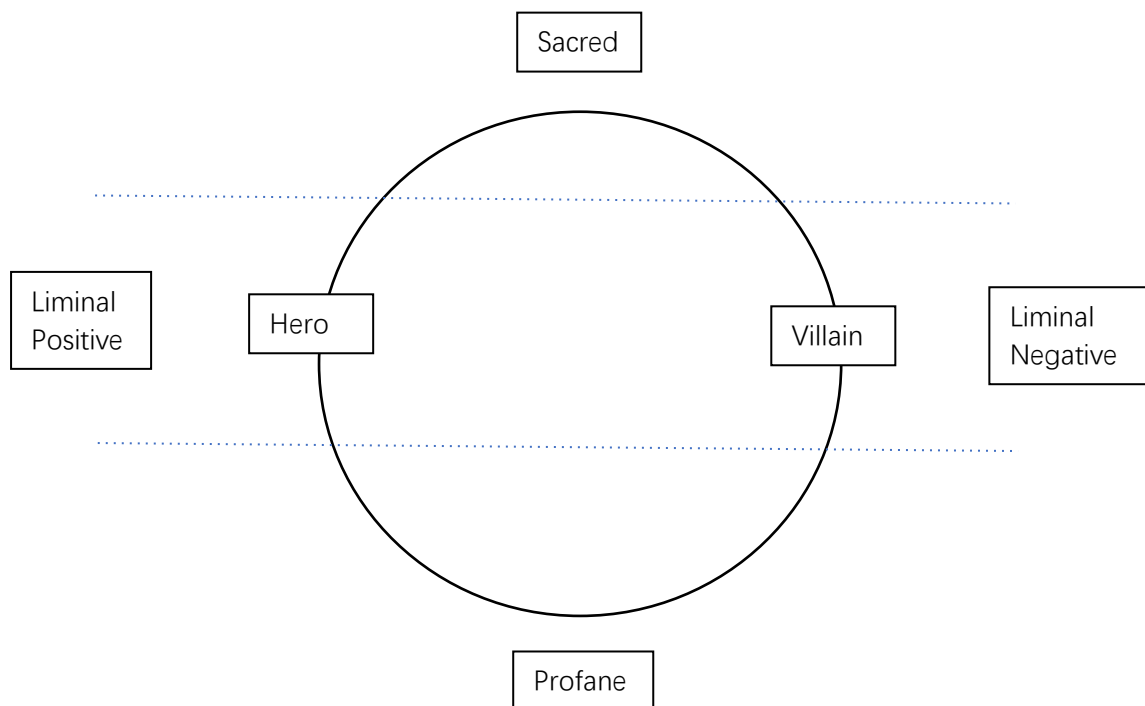 Sacred
Liminal
Positive
Hero
Villain
Liminal
Negative
Profane